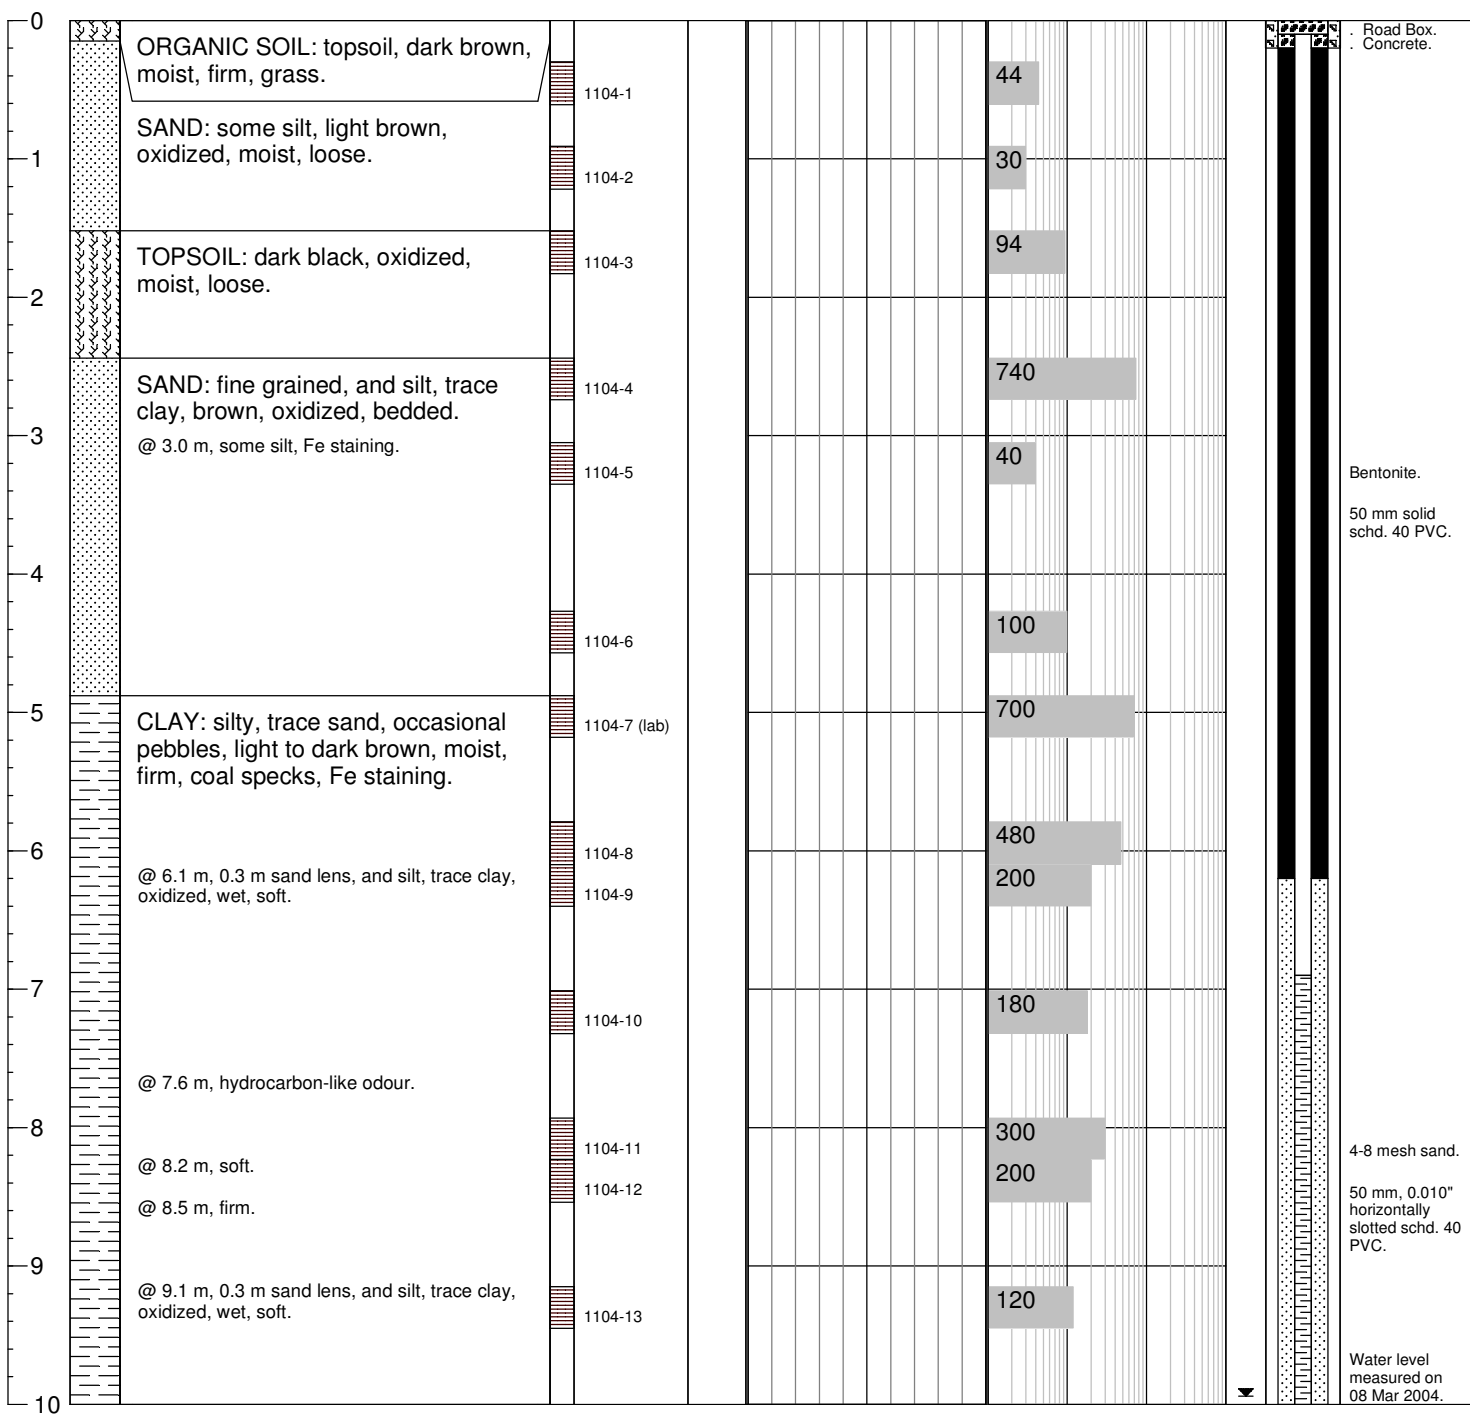 0
ORGANIC SOIL: topsoil, dark brown,
moist, firm, grass.
. Road Box.
. Concrete.
44
1104-1
SAND: some silt, light brown,
oxidized, moist, loose.
1
30
1104-2
TOPSOIL: dark black, oxidized,
moist, loose.
94
1104-3
2
SAND: fine grained, and silt, trace
clay, brown, oxidized, bedded.
740
1104-4
3
@ 3.0 m, some silt, Fe staining.
40
1104-5
Bentonite.
50 mm solid
schd. 40 PVC.
4
100
1104-6
5
CLAY: silty, trace sand, occasional
pebbles, light to dark brown, moist,
firm, coal specks, Fe staining.
700
1104-7 (lab)
480
6
1104-8
@ 6.1 m, 0.3 m sand lens, and silt, trace clay,
oxidized, wet, soft.
200
1104-9
7
180
1104-10
@ 7.6 m, hydrocarbon-like odour.
8
300
1104-11
4-8 mesh sand.
@ 8.2 m, soft.
200
1104-12
@ 8.5 m, firm.
50 mm, 0.010"
horizontally
slotted schd. 40
PVC.
9
@ 9.1 m, 0.3 m sand lens, and silt, trace clay,
oxidized, wet, soft.
120
1104-13
Water level
measured on
08 Mar 2004.
10